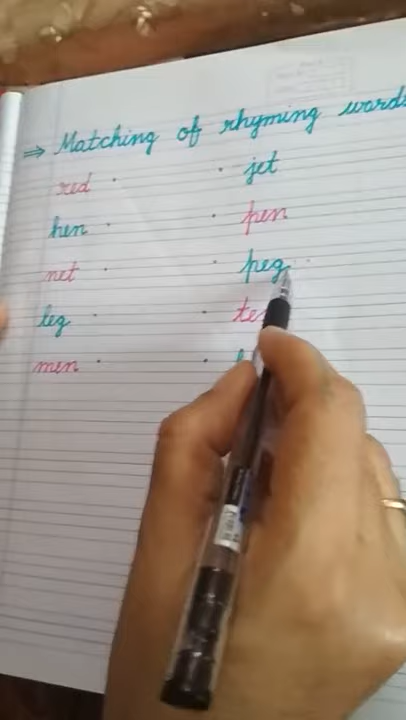 ⇒ Matching of rhyming words
red · · jet
hen · · pen
net · · peg
leg · ·
men · ·